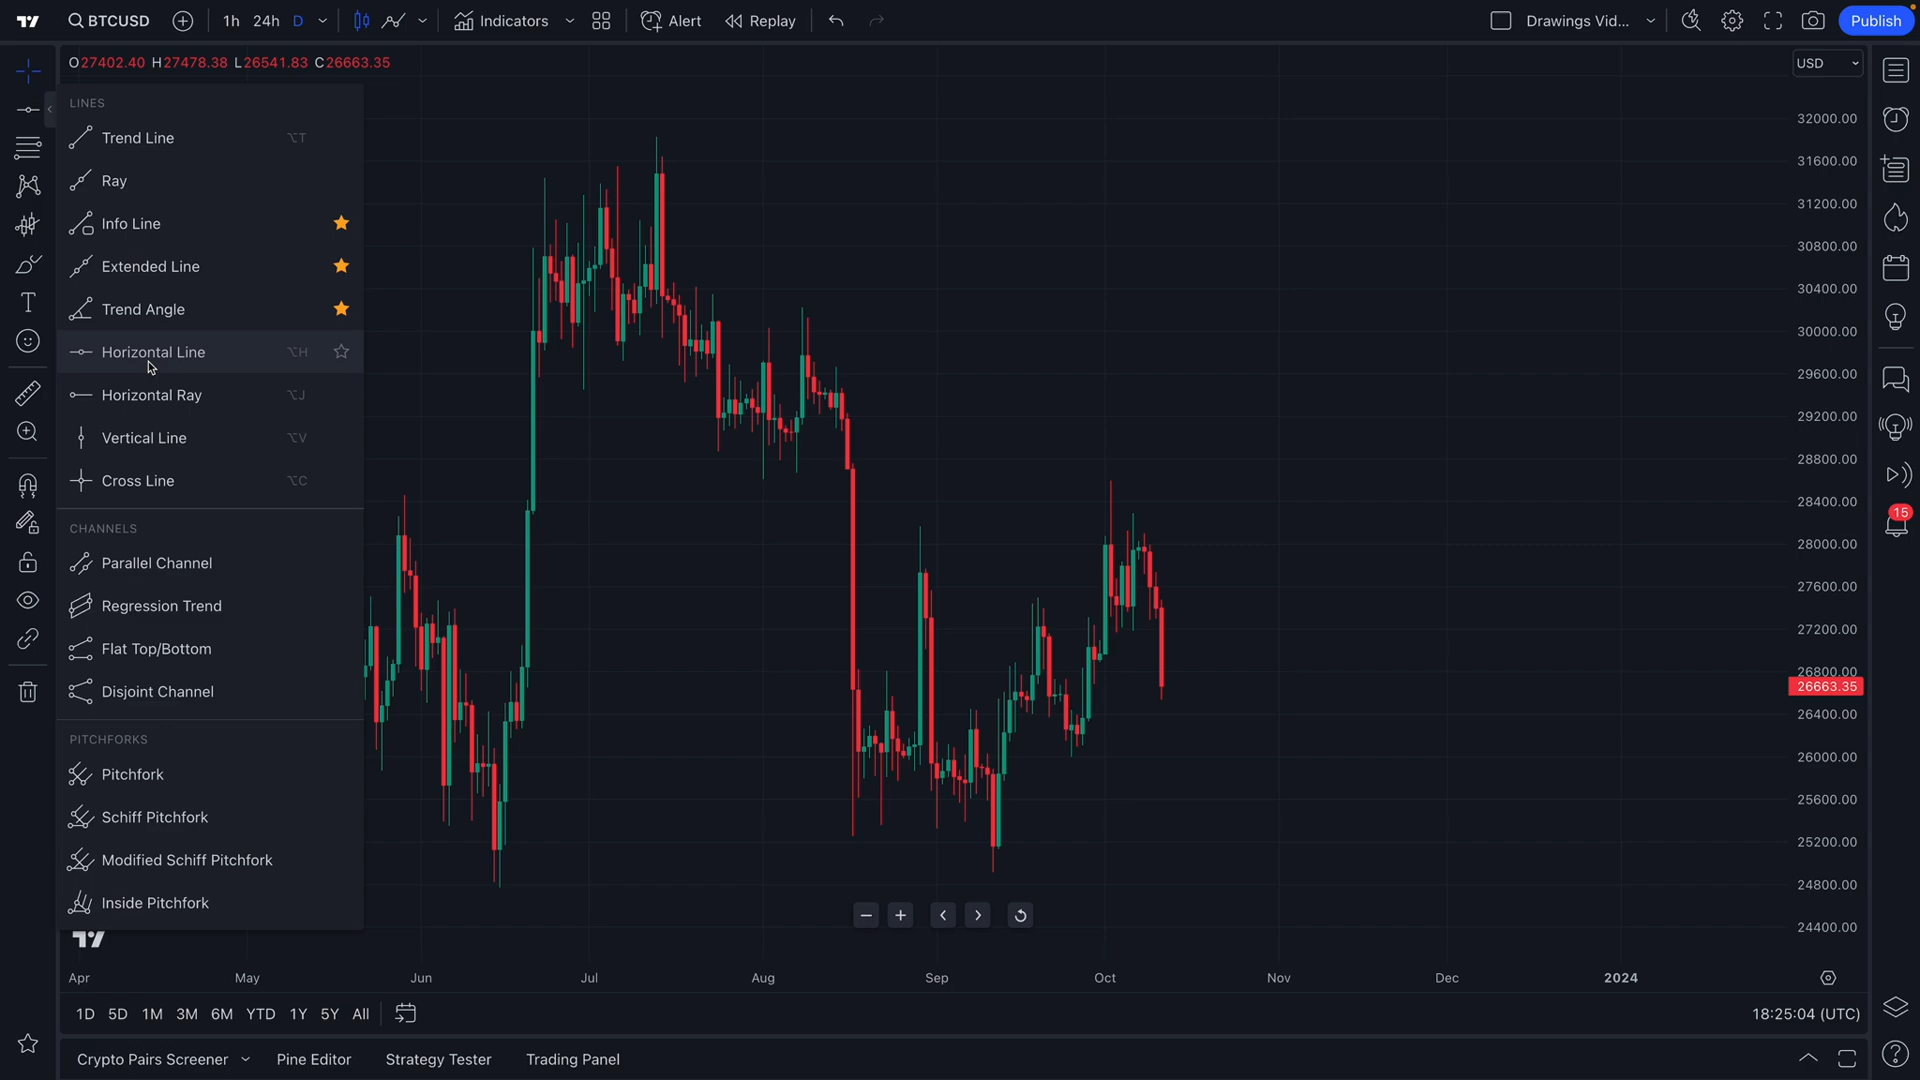 BTCUSD 1h 24h D Indicators Alert Replay Drawings Vid... Publish
O27402.40 H27478.38 L26541.83 C26663.35 USD
LINES
Trend Line ⌥T
Ray
Info Line
Extended Line
Trend Angle
Horizontal Line ⌥H
Horizontal Ray ⌥J
Vertical Line ⌥V
Cross Line ⌥C
CHANNELS
Parallel Channel
Regression Trend
Flat Top/Bottom
Disjoint Channel
PITCHFORKS
Pitchfork
Schiff Pitchfork
Modified Schiff Pitchfork
Inside Pitchfork
32000.00
31600.00
31200.00
30800.00
30400.00
30000.00
29600.00
29200.00
28800.00
28400.00
28000.00
27600.00
27200.00
26800.00
26663.35
26400.00
26000.00
25600.00
25200.00
24800.00
24400.00
15
Apr May Jun Jul Aug Sep Oct Nov Dec 2024
1D 5D 1M 3M 6M YTD 1Y 5Y All 18:25:04 (UTC)
Crypto Pairs Screener Pine Editor Strategy Tester Trading Panel